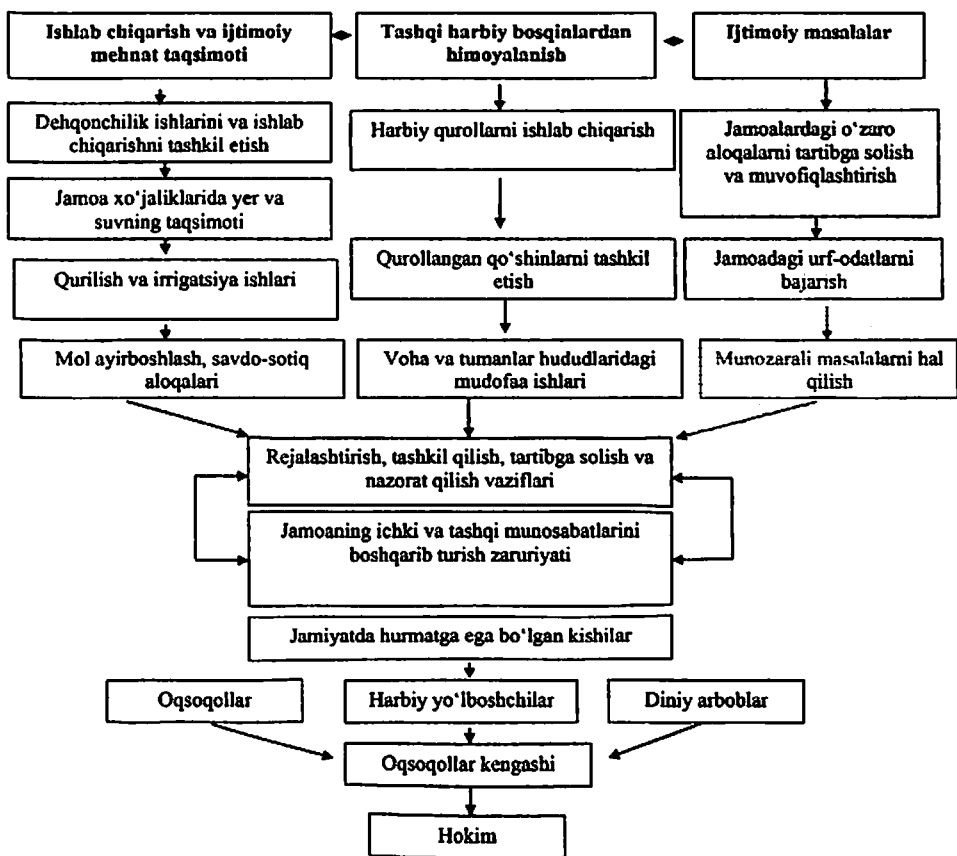 Ishlab chiqarish va ijtimoiy
mehnat taqsimoti
Tashqi harbiy bosqinlardan
himoyalanish
Ijtimoiy masalalar
Dehqonchilik ishlarini va ishlab
chiqarishni tashkil etish
Harbiy qurollarni ishlab chiqarish
Jamoalardagi o‘zaro
aloqalarni tartibga solish
va muvofiqlashtirish
Jamoa xo‘jaliklarida yer va
suvning taqsimoti
Qurilish va irrigatsiya ishlari
Qurollangan qo‘shinlarni tashkil
etish
Jamoadagi urf-odatlarni
bajarish
Mol ayirboshlash, savdo-sotiq
aloqalari
Voha va tumanlar hududlaridagi
mudofaa ishlari
Munozarali masalalarni hal
qilish
Rejalashtirish, tashkil qilish, tartibga solish va
nazorat qilish vaziflari
Jamoaning ichki va tashqi munosabatlarini
boshqarib turish zaruriyati
Jamiyatda hurmatga ega bo‘lgan kishilar
Oqsoqollar
Harbiy yo‘lboshchilar
Diniy arboblar
Oqsoqollar kengashi
Hokim